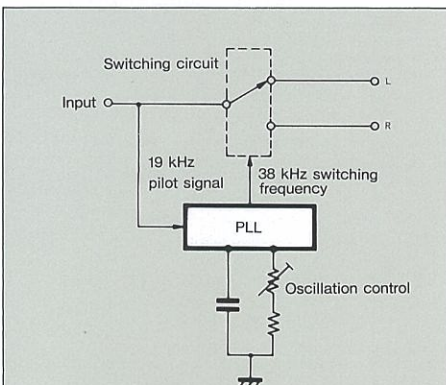 Switching circuit
Input
L
R
19 kHz
pilot signal
38 kHz switching
frequency
PLL
Oscillation control